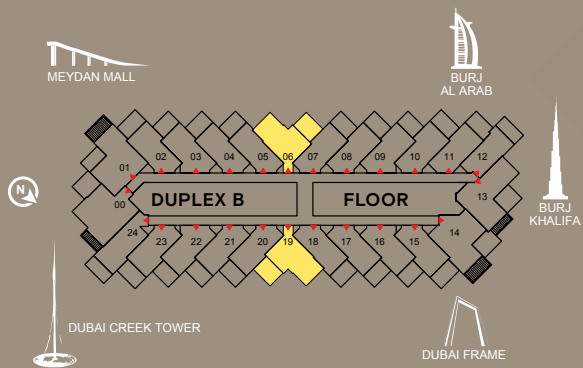 MEYDAN MALL
BURJ
AL ARAB
BURJ
KHALIFA
01 02 03 04 05 06 07 08 09 10 11 12
N
00 DUPLEX B FLOOR 13
24 23 22 21 20 19 18 17 16 15 14
DUBAI CREEK TOWER
DUBAI FRAME